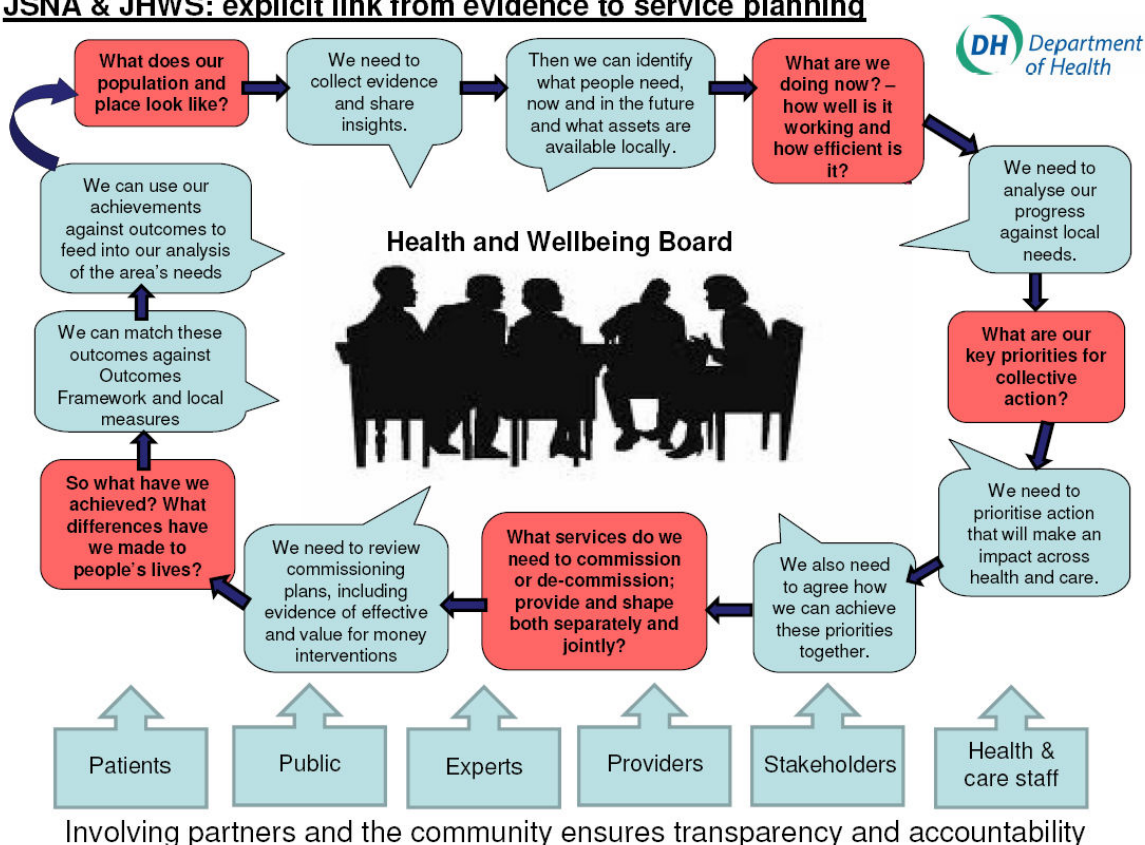 JSNA & JHWS: explicit link from evidence to service planning
DH Department
of Health
What does our
population and
place look like?
We need to
collect evidence
and share
insights.
Then we can identify
what people need,
now and in the future
and what assets are
available locally.
What are we
doing now? –
how well is it
working and
how efficient is
it?
We need to
analyse our
progress
against local
needs.
What are our
key priorities for
collective
action?
We need to
prioritise action
that will make an
impact across
health and care.
We also need
to agree how
we can achieve
these priorities
together.
What services do we
need to commission
or de-commission;
provide and shape
both separately and
jointly?
We need to review
commissioning
plans, including
evidence of effective
and value for money
interventions
So what have we
achieved? What
differences have
we made to
people's lives?
We can match these
outcomes against
Outcomes
Framework and local
measures
We can use our
achievements
against outcomes to
feed into our analysis
of the area's needs
Health and Wellbeing Board
Patients
Public
Experts
Providers
Stakeholders
Health &
care staff
Involving partners and the community ensures transparency and accountability